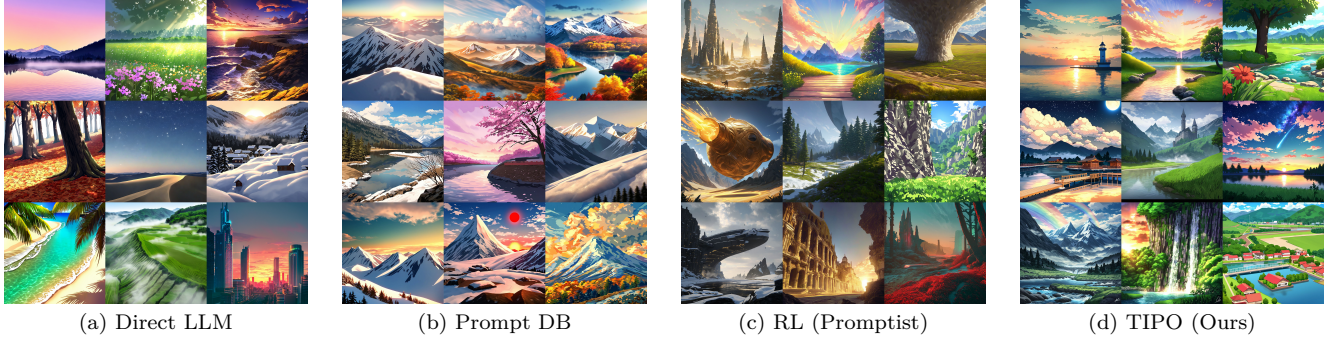 (a) Direct LLM
(b) Prompt DB
(c) RL (Promptist)
(d) TIPO (Ours)